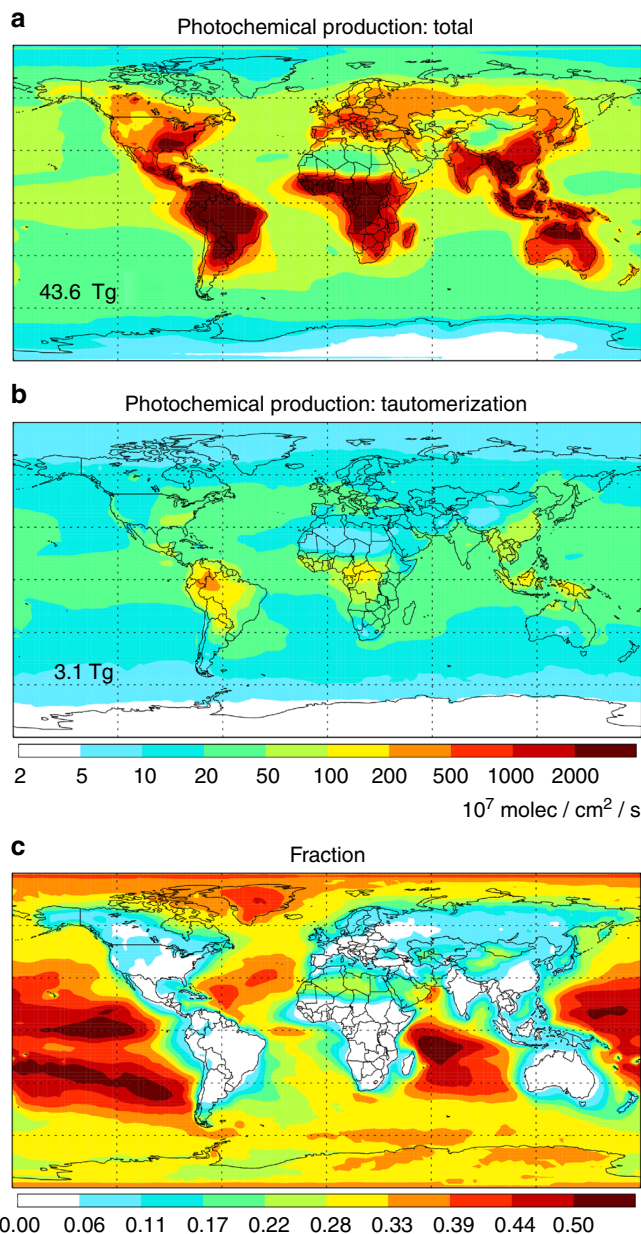 a
Photochemical production: total
43.6 Tg
b
Photochemical production: tautomerization
3.1 Tg
2 5 10 20 50 100 200 500 1000 2000
10⁷ molec / cm² / s
c
Fraction
0.00 0.06 0.11 0.17 0.22 0.28 0.33 0.39 0.44 0.50